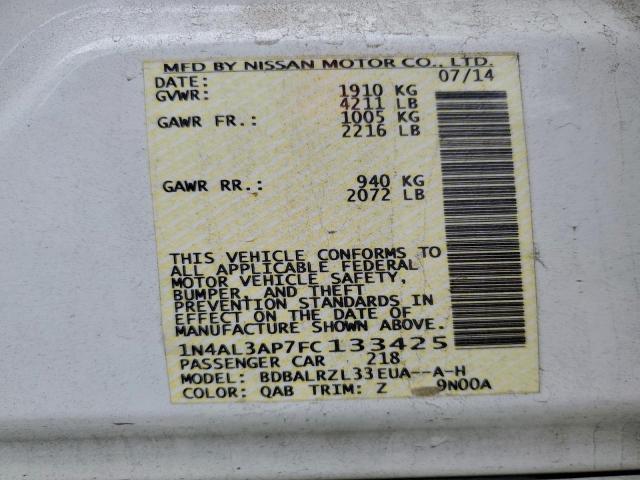 MFD BY NISSAN MOTOR CO., LTD.
DATE: 07/14
GVWR: 1910 KG
4211 LB
GAWR FR.: 1005 KG
2216 LB
GAWR RR.: 940 KG
2072 LB
THIS VEHICLE CONFORMS TO
ALL APPLICABLE FEDERAL
MOTOR VEHICLE SAFETY,
BUMPER, AND THEFT
PREVENTION STANDARDS IN
EFFECT ON THE DATE OF
MANUFACTURE SHOWN ABOVE.
1N4AL3AP7FC133425
PASSENGER CAR 218
MODEL: BDBALRZL33EUA--A-H
COLOR: QAB TRIM: Z 9N00A